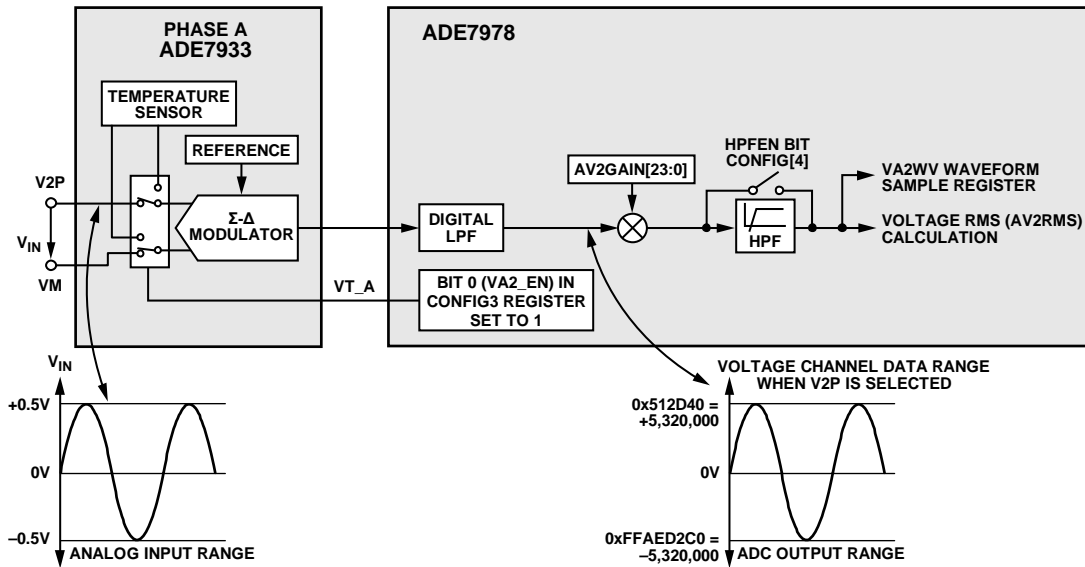 PHASE A
ADE7933
ADE7978
TEMPERATURE
SENSOR
REFERENCE
V2P
VIN
VM
Σ-Δ
MODULATOR
VT_A
DIGITAL
LPF
AV2GAIN[23:0]
HPFEN BIT
CONFIG[4]
HPF
VA2WV WAVEFORM
SAMPLE REGISTER
VOLTAGE RMS (AV2RMS)
CALCULATION
BIT 0 (VA2_EN) IN
CONFIG3 REGISTER
SET TO 1
VIN
+0.5V
0V
–0.5V
ANALOG INPUT RANGE
VOLTAGE CHANNEL DATA RANGE
WHEN V2P IS SELECTED
0x512D40 =
+5,320,000
0V
0xFFAED2C0 =
–5,320,000
ADC OUTPUT RANGE